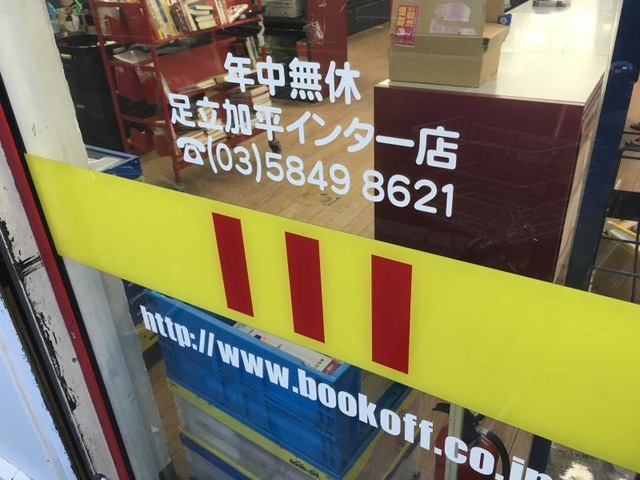 年中無休
足立加平インター店
☎(03)5849 8621
http://www.bookoff.co.jp